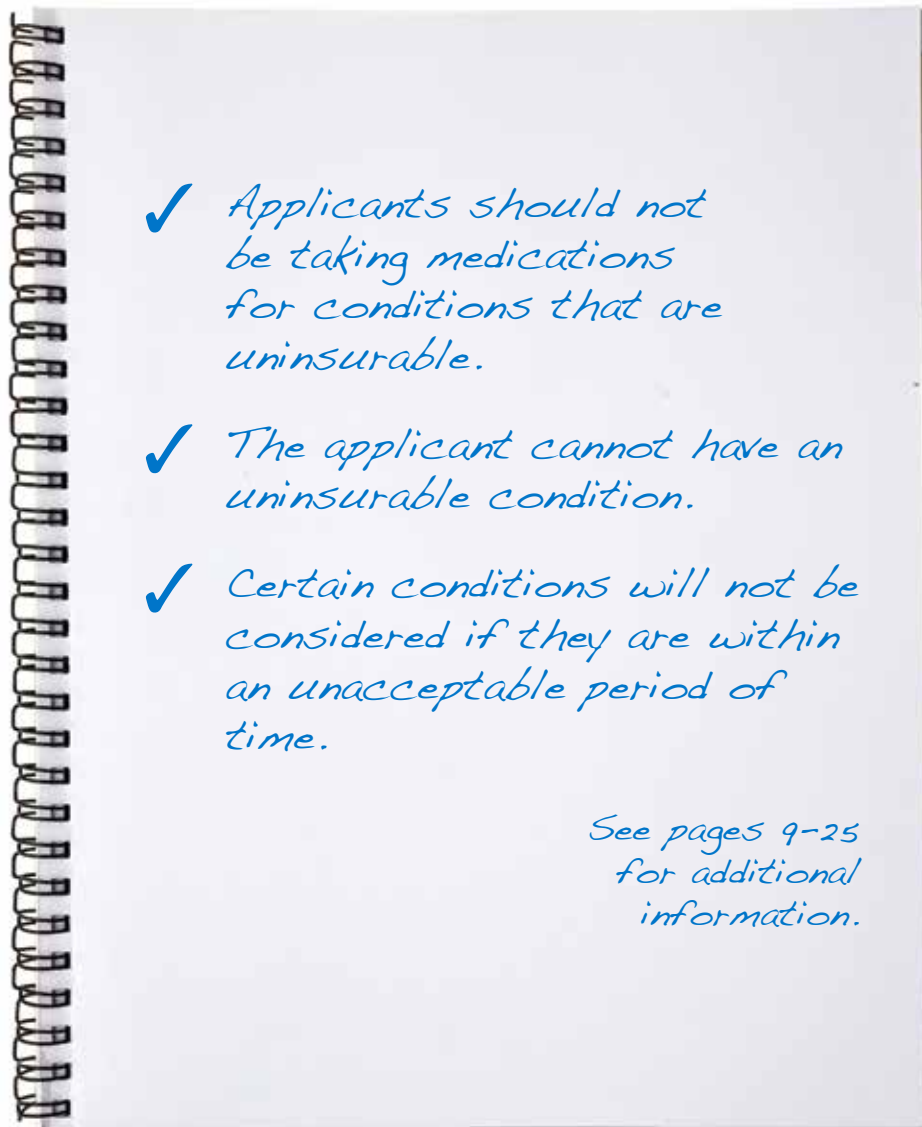 ✓ Applicants should not
be taking medications
for conditions that are
uninsurable.
✓ The applicant cannot have an
uninsurable condition.
✓ Certain conditions will not be
considered if they are within
an unacceptable period of
time.
See pages 9-25
for additional
information.